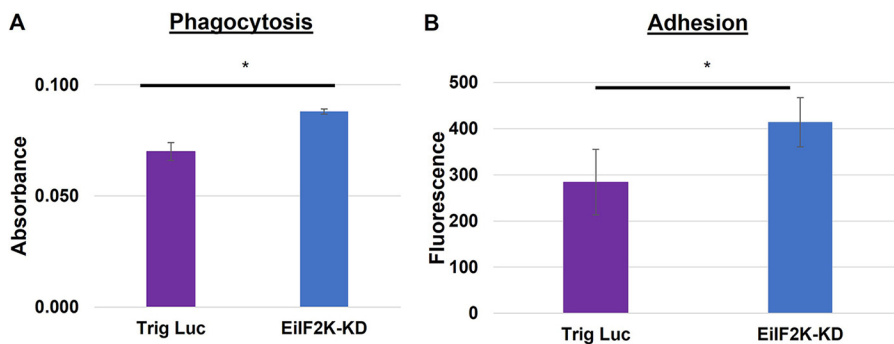 A
Phagocytosis
*
0.100
0.050
0.000
Absorbance
Trig Luc
EiIF2K-KD
B
Adhesion
*
500
400
300
200
100
0
Fluorescence
Trig Luc
EiIF2K-KD